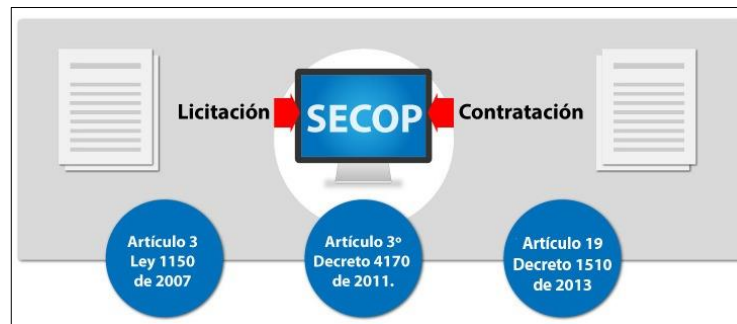 Licitación SECOP Contratación
Artículo 3
Ley 1150
de 2007
Artículo 3º
Decreto 4170
de 2011.
Artículo 19
Decreto 1510
de 2013